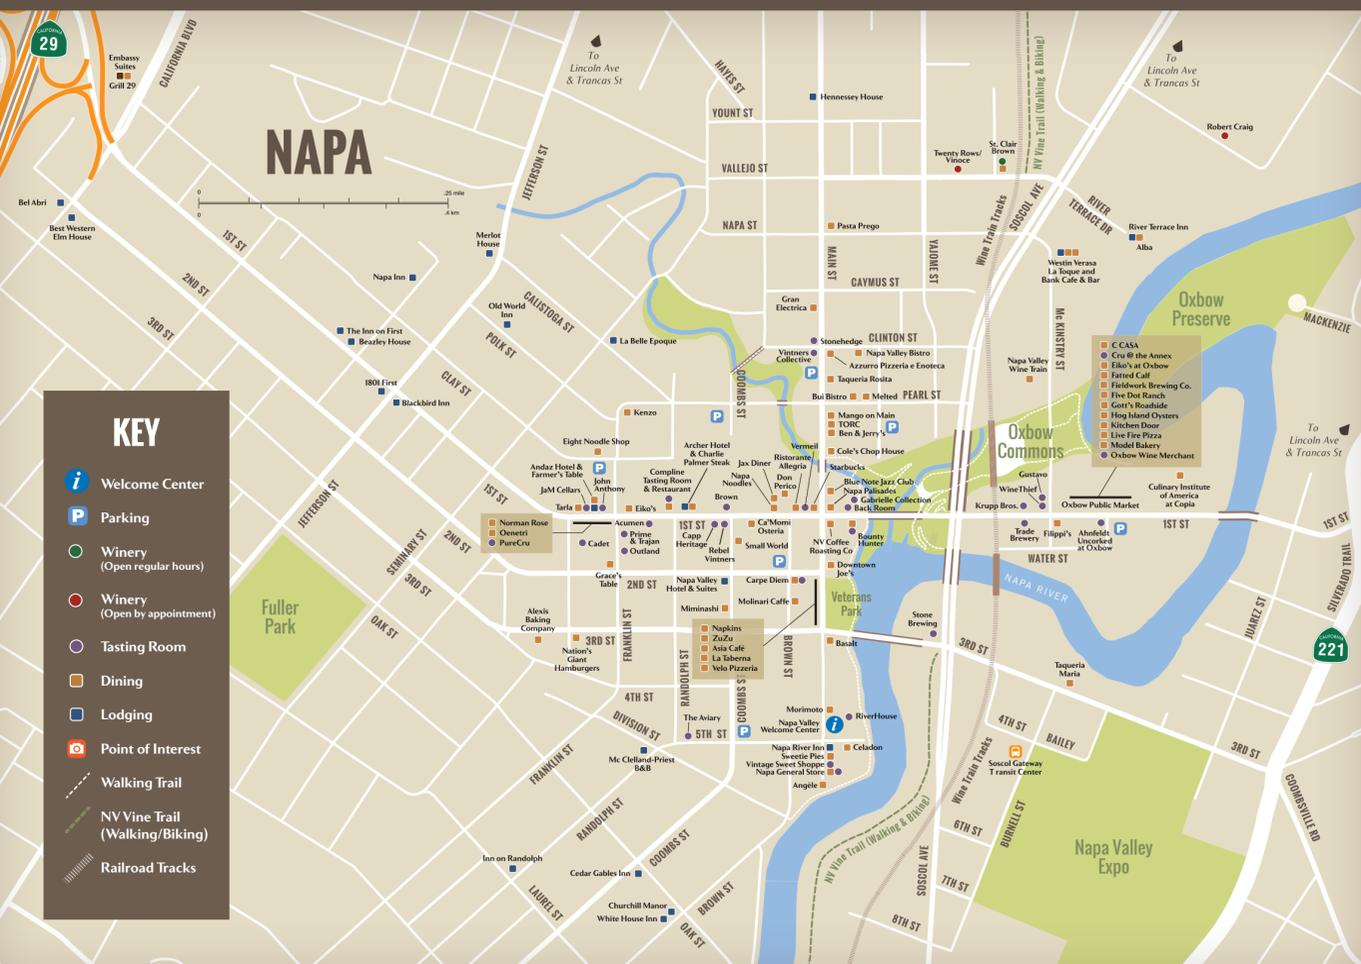 CALIFORNIA
29
Embassy
Suites
Grill 29
CALIFORNIA BLVD
To
Lincoln Ave
& Trancas St
HAYES ST
Hennessey House
YOUNT ST
NV Vine Trail (Walking & Biking)
To
Lincoln Ave
& Trancas St
Robert Craig
NAPA
JEFFERSON ST
VALLEJO ST
Twenty Rows/
Vinoce
St. Clair
Brown
0
.25 mile
0
.4 km
Bel Abri
Best Western
Elm House
1ST ST
2ND ST
3RD ST
Merlot
House
Napa Inn
NAPA ST
Pasta Prego
MAIN ST
YAJOME ST
Wine Train Tracks
SOSCOL AVE
RIVER
TERRACE DR
River Terrace Inn
Alba
Westin Verasa
La Toque and
Bank Cafe & Bar
CAYMUS ST
Oxbow
Preserve
MACKENZIE
Old World
Inn
CALISTOGA ST
POLK ST
Gran
Electrica
The Inn on First
Beazley House
La Belle Epoque
Stonehedge
CLINTON ST
Vintners
Collective
Napa Valley Bistro
Azzurro Pizzeria e Enoteca
P
Taqueria Rosita
Mc KINSTRY ST
Napa Valley
Wine Train
C CASA
Cru @ the Annex
Eiko's at Oxbow
Fatted Calf
Fieldwork Brewing Co.
Five Dot Ranch
Gott's Roadside
Hog Island Oysters
Kitchen Door
Live Fire Pizza
Model Bakery
Oxbow Wine Merchant
CLAY ST
1801 First
Blackbird Inn
COOMBS ST
Bui Bistro
Melted
PEARL ST
Kenzo
P
Mango on Main
TORC
Ben & Jerry's
P
Cole's Chop House
Oxbow
Commons
To
Lincoln Ave
& Trancas St
Eight Noodle Shop
P
Andaz Hotel &
Farmer's Table
John
Anthony
JaM Cellars
Tarla
Eiko's
Compline
Tasting Room
& Restaurant
Archer Hotel
& Charlie
Palmer Steak
Brown
Napa
Noodles
Jax Diner
Don
Perico
Ristorante
Allegria
Vermeil
Starbucks
Blue Note Jazz Club
Napa Palisades
Gabrielle Collection
Back Room
Gustavo
WineThief
Krupp Bros.
Oxbow Public Market
Culinary Institute
of America
at Copia
JEFFERSON ST
1ST ST
Norman Rose
Oenetri
PureCru
Cadet
Acumen
Prime
& Trajan
Outland
1ST ST
Capp
Heritage
Rebel
Vintners
Ca'Momi
Osteria
Small World
P
NV Coffee
Roasting Co
Bounty
Hunter
Trade
Brewery
Filippi's
Ahnfeldt
Uncorked
at Oxbow
P
1ST ST
1ST ST
WATER ST
SEMINARY ST
2ND ST
3RD ST
OAK ST
Fuller
Park
Grace's
Table
2ND ST
Napa Valley
Hotel & Suites
Carpe Diem
Downtown
Joe's
Molinari Caffe
Miminashi
Veterans
Park
NAPA RIVER
JUAREZ ST
SILVERADO TRAIL
CALIFORNIA
221
Alexis
Baking
Company
Nation's
Giant
Hamburgers
3RD ST
FRANKLIN ST
Napkins
ZuZu
Asia Café
La Taberna
Velo Pizzeria
BROWN ST
Basalt
Stone
Brewing
3RD ST
Taqueria
Maria
4TH ST
RANDOLPH ST
COOMBS ST
DIVISION ST
The Aviary
5TH ST
P
Morimoto
Napa Valley
Welcome Center
i
RiverHouse
Napa River Inn
Celadon
Sweetie Pies
Vintage Sweet Shoppe
Napa General Store
Angèle
Mc Clelland-Priest
B&B
FRANKLIN ST
4TH ST
BAILEY
Soscol Gateway
Transit Center
3RD ST
COOMBSVILLE RD
Wine Train Tracks
BURNELL ST
6TH ST
7TH ST
8TH ST
SOSCOL AVE
NV Vine Trail (Walking & Biking)
Napa Valley
Expo
RANDOLPH ST
COOMBS ST
Inn on Randolph
Cedar Gables Inn
LAUREL ST
Churchill Manor
White House Inn
BROWN ST
OAK ST
KEY
i
Welcome Center
P
Parking
Winery
(Open regular hours)
Winery
(Open by appointment)
Tasting Room
Dining
Lodging
Point of Interest
Walking Trail
NV Vine Trail
(Walking/Biking)
Railroad Tracks